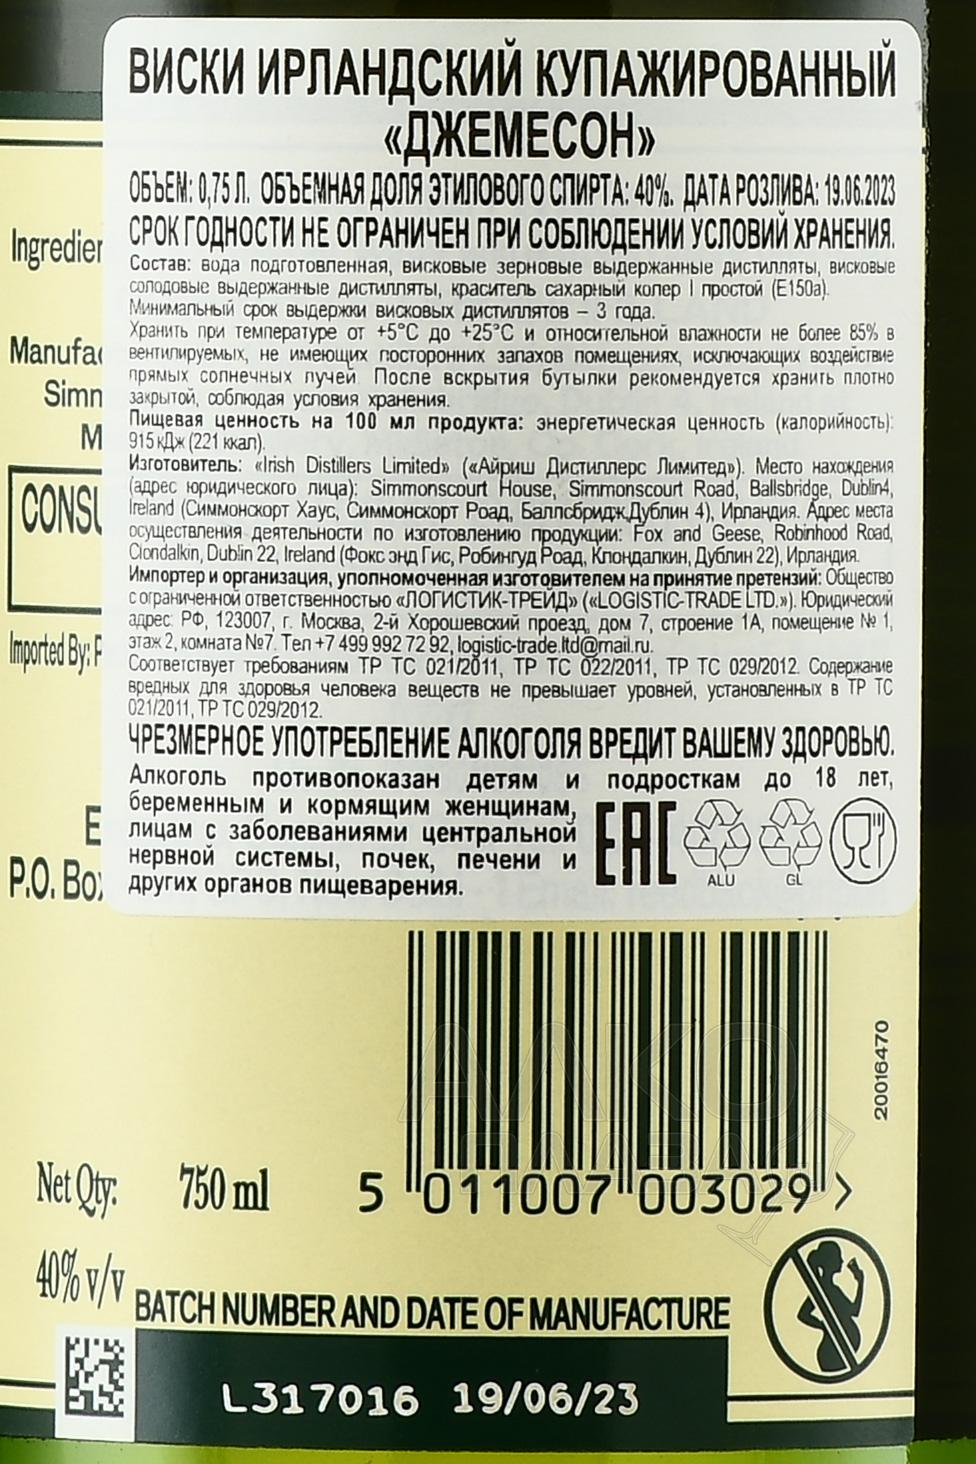 ВИСКИ ИРЛАНДСКИЙ КУПАЖИРОВАННЫЙ
«ДЖЕМЕСОН»
ОБЪЕМ: 0,75 Л. ОБЪЕМНАЯ ДОЛЯ ЭТИЛОВОГО СПИРТА: 40%. ДАТА РОЗЛИВА: 19.06.2023
СРОК ГОДНОСТИ НЕ ОГРАНИЧЕН ПРИ СОБЛЮДЕНИИ УСЛОВИЙ ХРАНЕНИЯ.
Состав: вода подготовленная, висковые зерновые выдержанные дистилляты, висковые
солодовые выдержанные дистилляты, краситель сахарный колер I простой (Е150а).
Минимальный срок выдержки висковых дистиллятов – 3 года.
Хранить при температуре от +5°С до +25°С и относительной влажности не более 85% в
вентилируемых, не имеющих посторонних запахов помещениях, исключающих воздействие
прямых солнечных лучей. После вскрытия бутылки рекомендуется хранить плотно
закрытой, соблюдая условия хранения.
Пищевая ценность на 100 мл продукта: энергетическая ценность (калорийность):
915 кДж (221 ккал).
Изготовитель: «Irish Distillers Limited» («Айриш Дистиллерс Лимитед»). Место нахождения
(адрес юридического лица): Simmonscourt House, Simmonscourt Road, Ballsbridge, Dublin4,
Ireland (Симмонскорт Хаус, Симмонскорт Роад, Баллсбридж,Дублин 4), Ирландия. Адрес места
осуществления деятельности по изготовлению продукции: Fox and Geese, Robinhood Road,
Clondalkin, Dublin 22, Ireland (Фокс энд Гис, Робингуд Роад, Клондалкин, Дублин 22), Ирландия.
Импортер и организация, уполномоченная изготовителем на принятие претензий: Общество
с ограниченной ответственностью «ЛОГИСТИК-ТРЕЙД» («LOGISTIC-TRADE LTD.»). Юридический
адрес: РФ, 123007, г. Москва, 2-й Хорошевский проезд, дом 7, строение 1А, помещение № 1,
этаж 2, комната №7. Тел +7 499 992 72 92, logistic-trade.ltd@mail.ru.
Соответствует требованиям ТР ТС 021/2011, ТР ТС 022/2011, ТР ТС 029/2012. Содержание
вредных для здоровья человека веществ не превышает уровней, установленных в ТР ТС
021/2011, ТР ТС 029/2012.
ЧРЕЗМЕРНОЕ УПОТРЕБЛЕНИЕ АЛКОГОЛЯ ВРЕДИТ ВАШЕМУ ЗДОРОВЬЮ.
Алкоголь противопоказан детям и подросткам до 18 лет,
беременным и кормящим женщинам,
лицам с заболеваниями центральной
нервной системы, почек, печени и
других органов пищеварения.
EAC
ALU
GL
Ingredien
Manufac
Simm
M
CONSU
Imported By: P
E
P.O. Box
20016470
5 011007 003029 >
Net Qty: 750 ml
40% v/v
BATCH NUMBER AND DATE OF MANUFACTURE
L317016 19/06/23